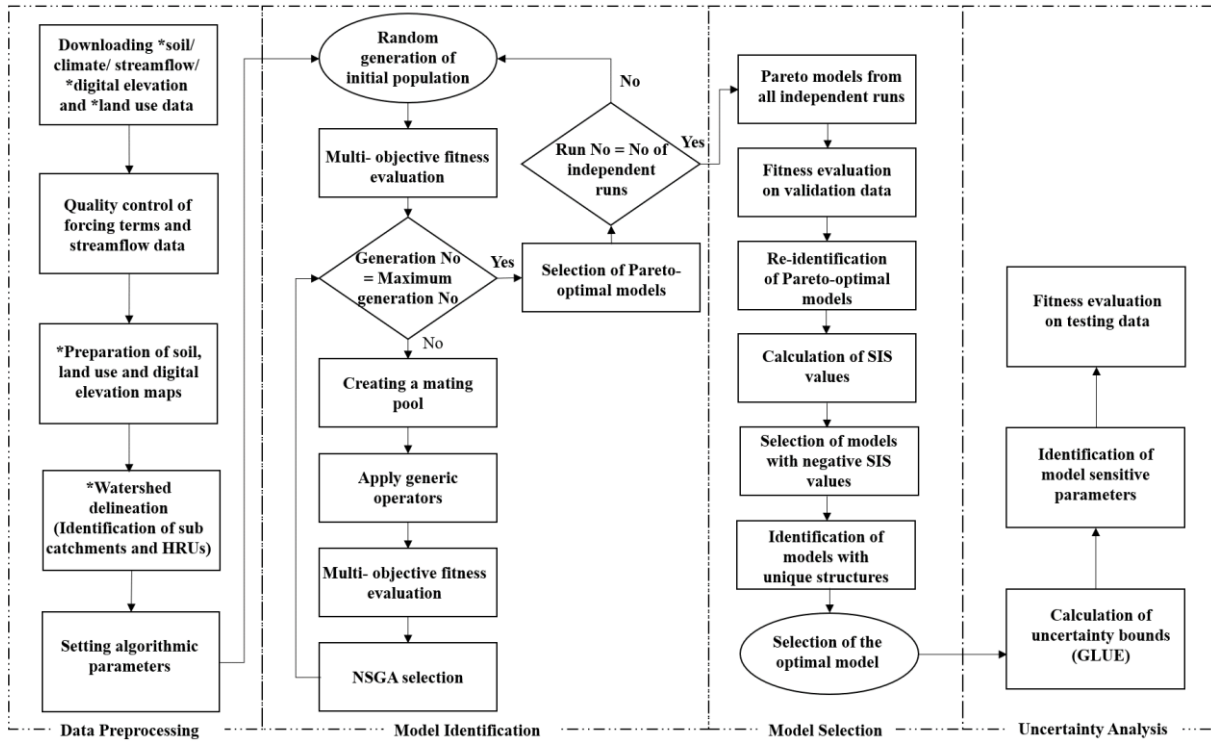 Downloading *soil/
climate/ streamflow/
*digital elevation
and *land use data
Quality control of
forcing terms and
streamflow data
*Preparation of soil,
land use and digital
elevation maps
*Watershed
delineation
(Identification of sub
catchments and HRUs)
Setting algorithmic
parameters
Data Preprocessing
Random
generation of
initial population
Multi- objective fitness
evaluation
Generation No
= Maximum
generation No
Yes
No
Creating a mating
pool
Apply generic
operators
Multi- objective fitness
evaluation
NSGA selection
Selection of Pareto-
optimal models
Run No = No of
independent
runs
No
Yes
Model Identification
Pareto models from
all independent runs
Fitness evaluation
on validation data
Re-identification
of Pareto-optimal
models
Calculation of SIS
values
Selection of models
with negative SIS
values
Identification of
models with
unique structures
Selection of the
optimal model
Model Selection
Fitness evaluation
on testing data
Identification of
model sensitive
parameters
Calculation of
uncertainty bounds
(GLUE)
Uncertainty Analysis